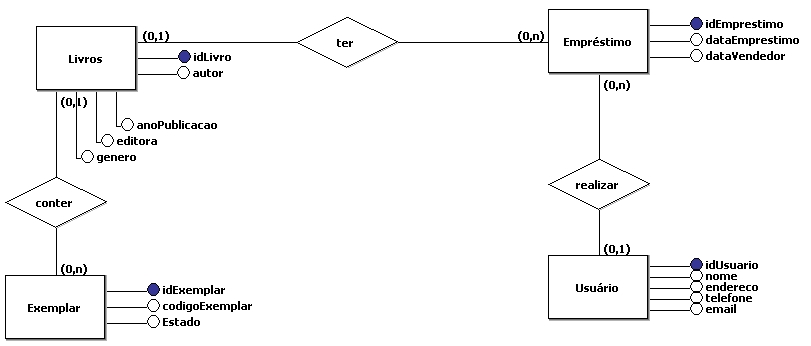 (0,1)
ter
(0,n)
Livros
idLivro
autor
Empréstimo
idEmprestimo
dataEmprestimo
dataVendedor
(0,1)
anoPublicacao
editora
genero
(0,n)
conter
realizar
(0,n)
(0,1)
Exemplar
idExemplar
codigoExemplar
Estado
Usuário
idUsuario
nome
endereco
telefone
email